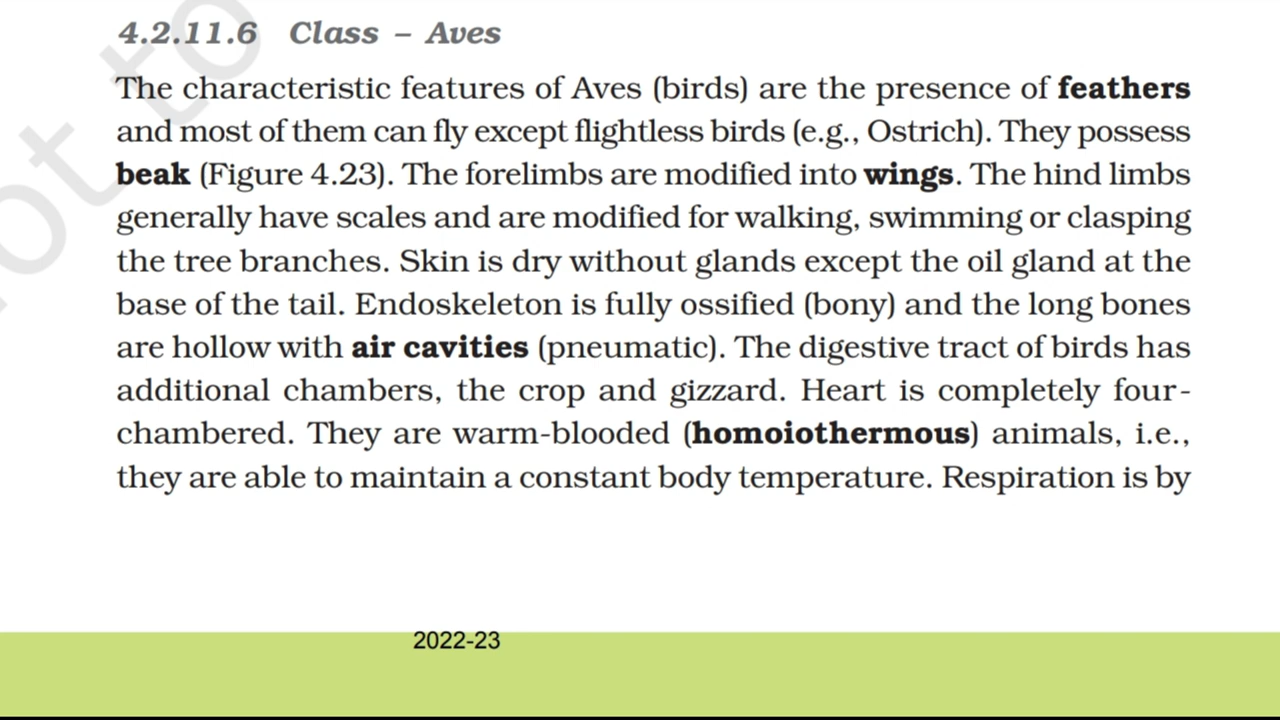 4.2.11.6 Class – Aves
The characteristic features of Aves (birds) are the presence of feathers
and most of them can fly except flightless birds (e.g., Ostrich). They possess
beak (Figure 4.23). The forelimbs are modified into wings. The hind limbs
generally have scales and are modified for walking, swimming or clasping
the tree branches. Skin is dry without glands except the oil gland at the
base of the tail. Endoskeleton is fully ossified (bony) and the long bones
are hollow with air cavities (pneumatic). The digestive tract of birds has
additional chambers, the crop and gizzard. Heart is completely four-
chambered. They are warm-blooded (homoiothermous) animals, i.e.,
they are able to maintain a constant body temperature. Respiration is by
2022-23
not to